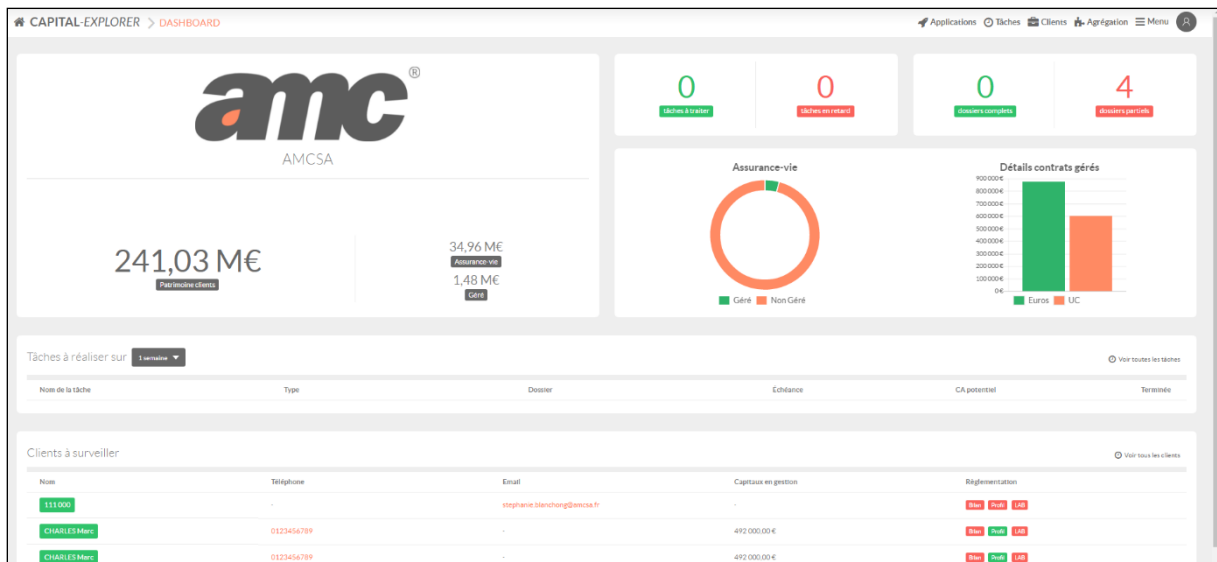 CAPITAL-EXPLORER > DASHBOARD
Applications Tâches Clients Agrégation Menu
amc®
AMCSA
241,03 M€
Patrimoine clients
34,96 M€
Assurance-vie
1,48 M€
Géré
0
tâches à traiter
0
tâches en retard
0
dossiers complets
4
dossiers partiels
Assurance-vie
Géré Non Géré
Détails contrats gérés
900 000 €
800 000 €
700 000 €
600 000 €
500 000 €
400 000 €
300 000 €
200 000 €
100 000 €
0 €
Euros UC
Tâches à réaliser sur 1 semaine
Voir toutes les tâches
Nom de la tâche Type Dossier Échéance CA potentiel Terminée
Clients à surveiller
Voir tous les clients
Nom Téléphone Email Capitaux en gestion Réglementation
111 000 - stephanie.blanchong@amcsa.fr - Bilan Profil LAB
CHARLES Marc 0123456789 - 492 000,00 € Bilan Profil LAB
CHARLES Marc 0123456789 - 492 000,00 € Bilan Profil LAB